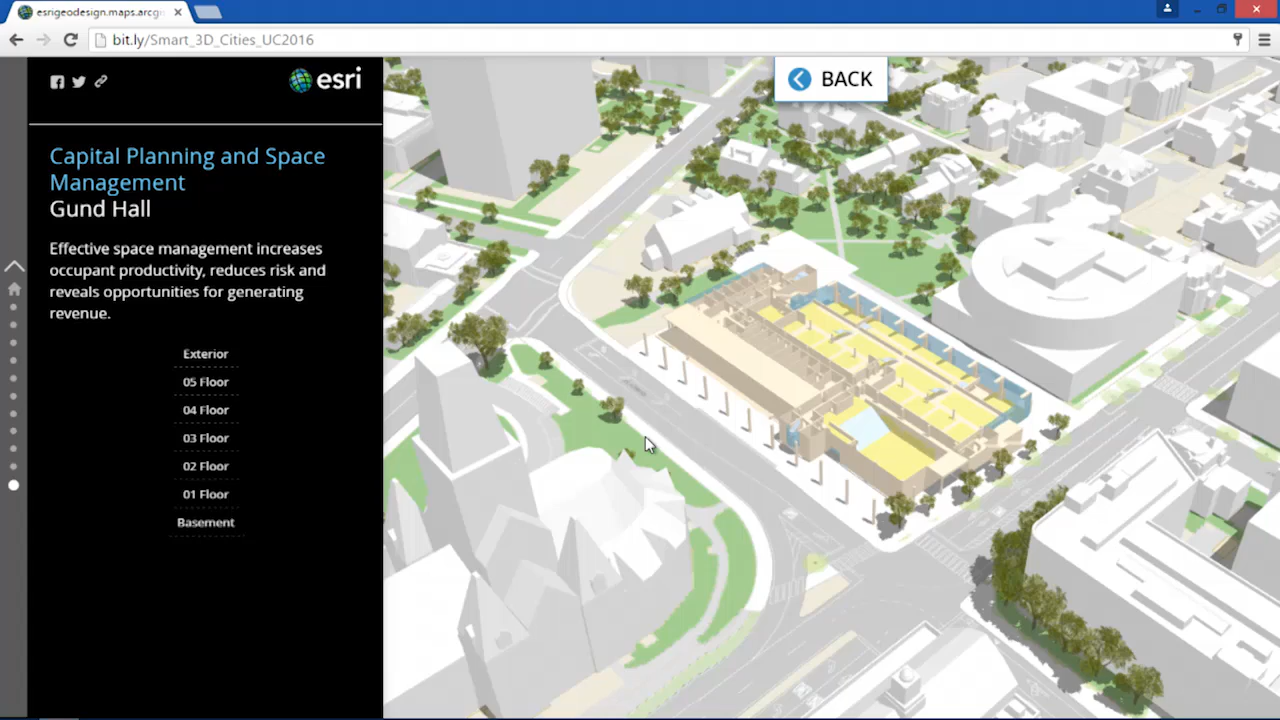 esrigeodesign.maps.arcg
bit.ly/Smart_3D_Cities_UC2016
esri
BACK
Capital Planning and Space
Management
Gund Hall
Effective space management increases
occupant productivity, reduces risk and
reveals opportunities for generating
revenue.
Exterior
05 Floor
04 Floor
03 Floor
02 Floor
01 Floor
Basement